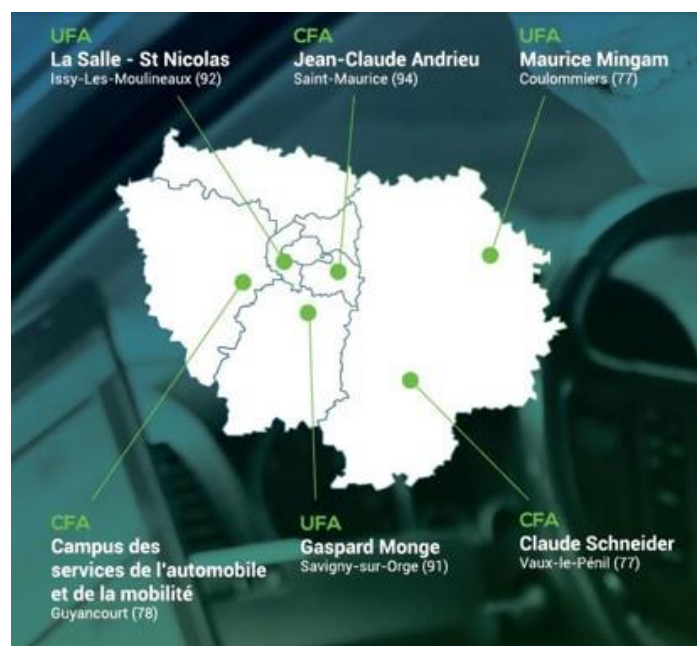 UFA
La Salle - St Nicolas
Issy-Les-Moulineaux (92)
CFA
Jean-Claude Andrieu
Saint-Maurice (94)
UFA
Maurice Mingam
Coulommiers (77)
CFA
Campus des
services de l'automobile
et de la mobilité
Guyancourt (78)
UFA
Gaspard Monge
Savigny-sur-Orge (91)
CFA
Claude Schneider
Vaux-le-Pénil (77)